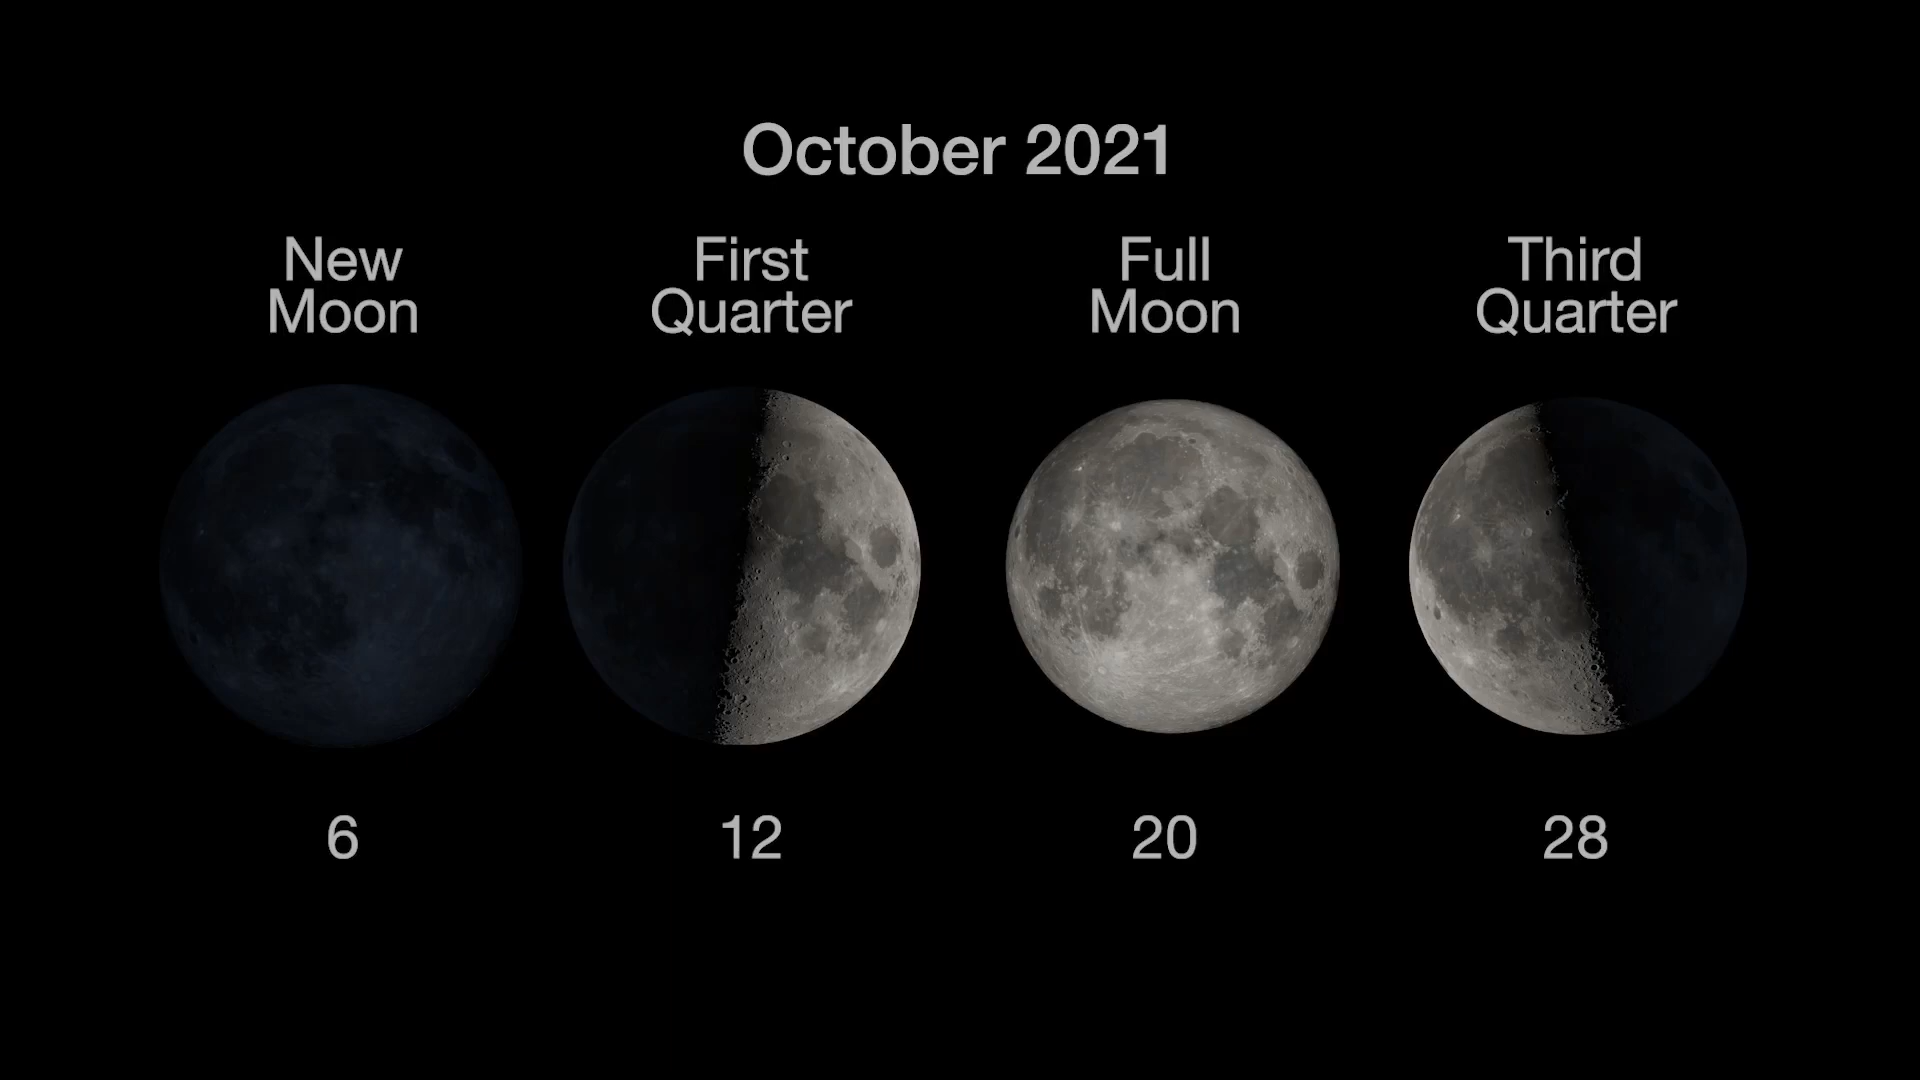 October 2021
New
Moon
First
Quarter
Full
Moon
Third
Quarter
6
12
20
28